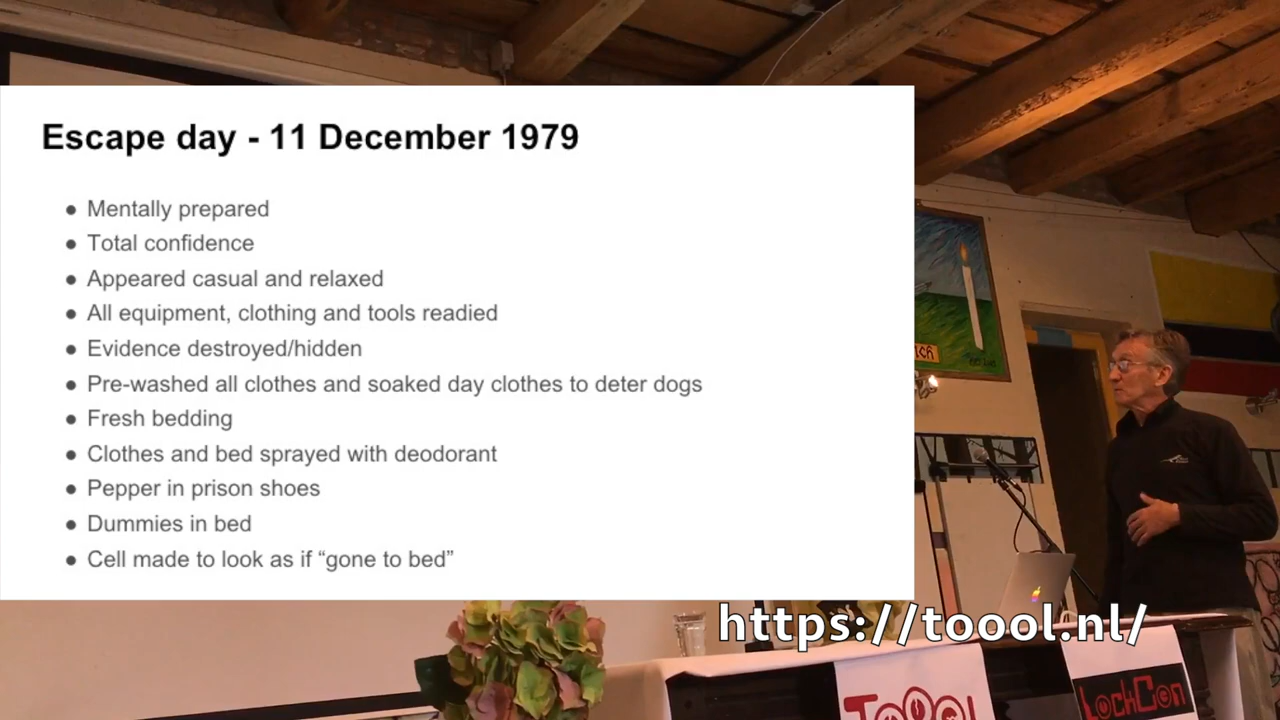 Escape day - 11 December 1979
● Mentally prepared
● Total confidence
● Appeared casual and relaxed
● All equipment, clothing and tools readied
● Evidence destroyed/hidden
● Pre-washed all clothes and soaked day clothes to deter dogs
● Fresh bedding
● Clothes and bed sprayed with deodorant
● Pepper in prison shoes
● Dummies in bed
● Cell made to look as if “gone to bed”
https://toool.nl/
TOOOL
LockCon